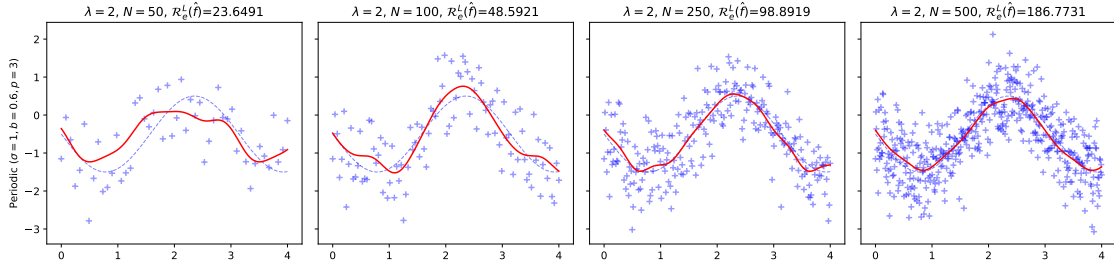 λ = 2, N = 50, R_e^L(f̂)=23.6491
λ = 2, N = 100, R_e^L(f̂)=48.5921
λ = 2, N = 250, R_e^L(f̂)=98.8919
λ = 2, N = 500, R_e^L(f̂)=186.7731
Periodic (σ = 1, b = 0.6, p = 3)
2
1
0
−1
−2
−3
0 1 2 3 4
0 1 2 3 4
0 1 2 3 4
0 1 2 3 4